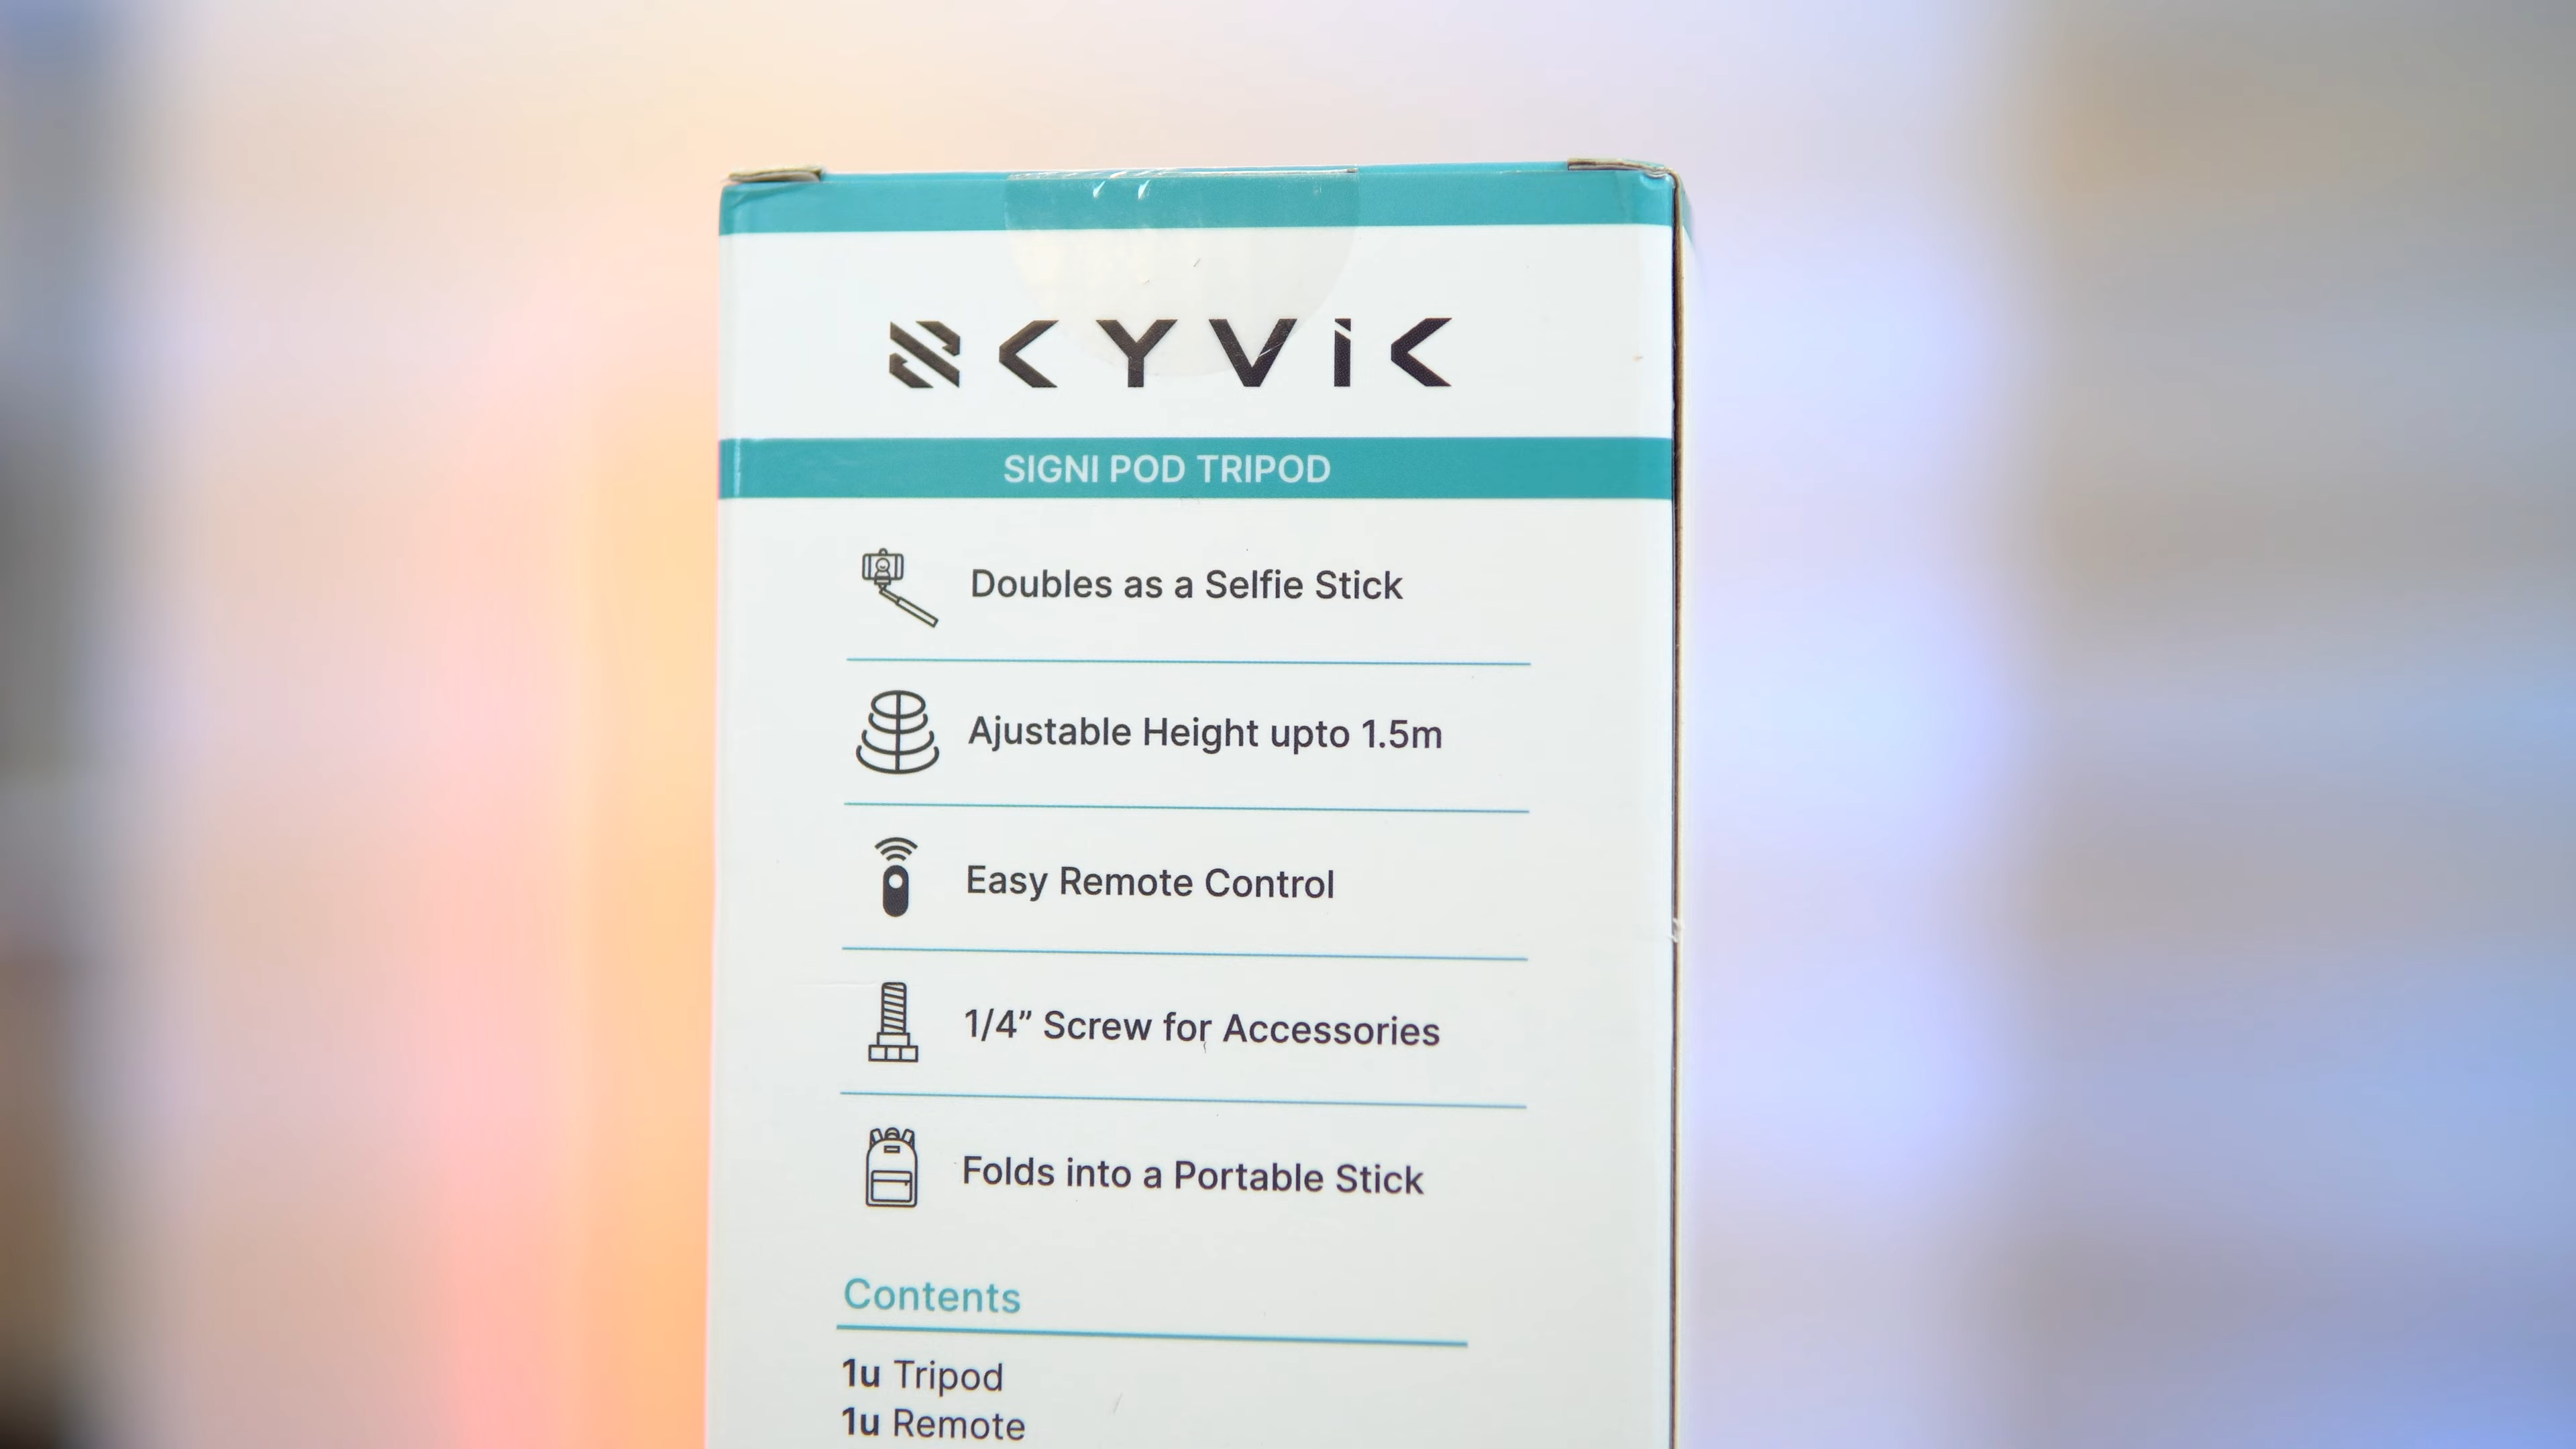 SKYVIK
SIGNI POD TRIPOD
Doubles as a Selfie Stick
Ajustable Height upto 1.5m
Easy Remote Control
1/4” Screw for Accessories
Folds into a Portable Stick
Contents
1u Tripod
1u Remote